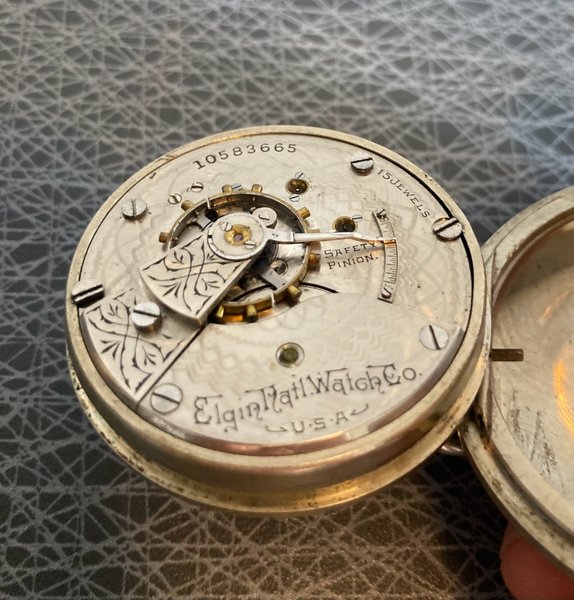 10583665
15 JEWELS
SAFETY
PINION.
Elgin Natl. Watch Co.
U·S·A